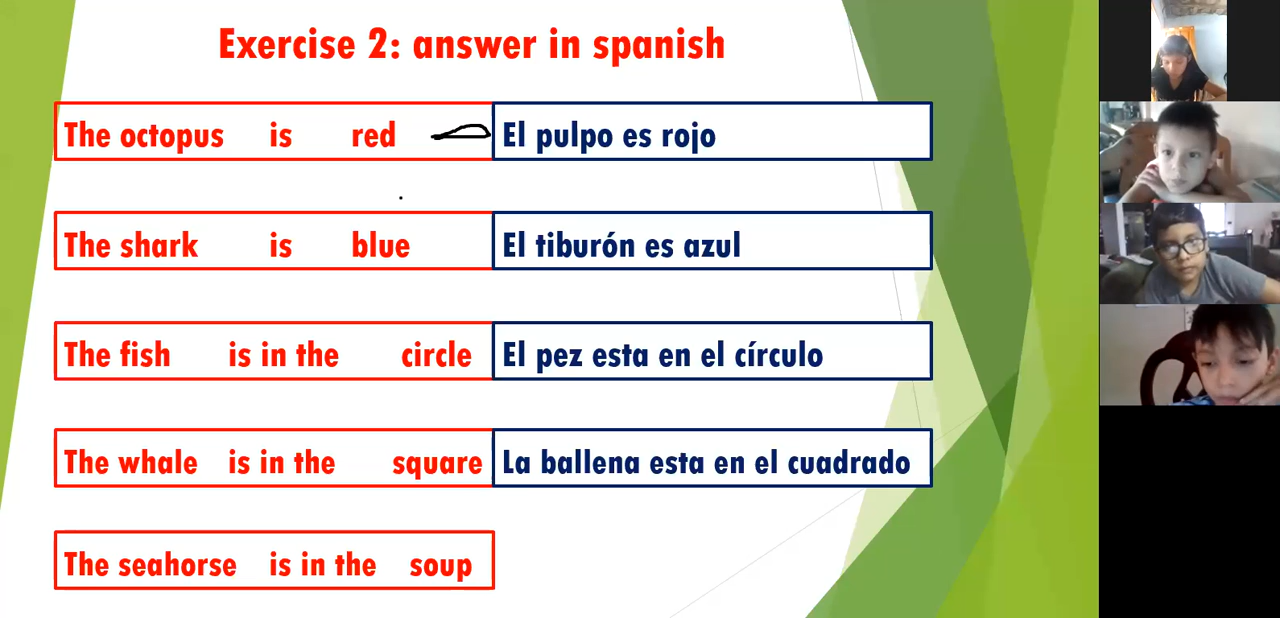 Exercise 2: answer in spanish
The octopus is red El pulpo es rojo
The shark is blue El tiburón es azul
The fish is in the circle El pez esta en el círculo
The whale is in the square La ballena esta en el cuadrado
The seahorse is in the soup